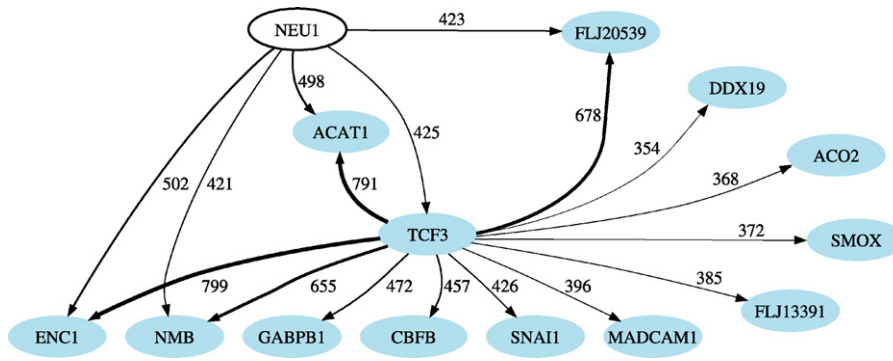 NEU1
423
FLJ20539
498
DDX19
ACAT1
425
678
354
ACO2
791
368
502
421
TCF3
372
SMOX
799
655
472
457
426
396
385
FLJ13391
ENC1
NMB
GABPB1
CBFB
SNAI1
MADCAM1